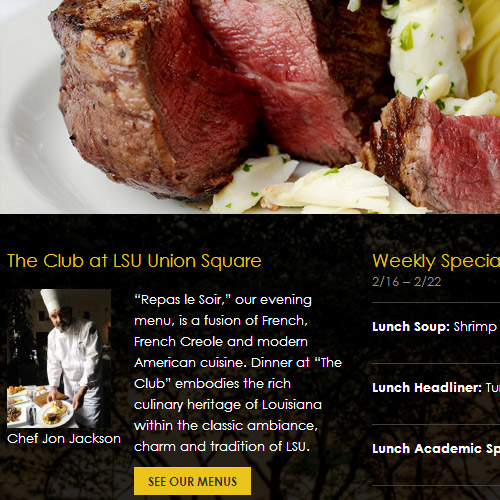 The Club at LSU Union Square
"Repas le Soir," our evening
menu, is a fusion of French,
French Creole and modern
American cuisine. Dinner at "The
Club" embodies the rich
culinary heritage of Louisiana
within the classic ambiance,
charm and tradition of LSU.
Chef Jon Jackson
SEE OUR MENUS
Weekly Specia
2/16 – 2/22
Lunch Soup: Shrimp
Lunch Headliner: Tu
Lunch Academic Sp